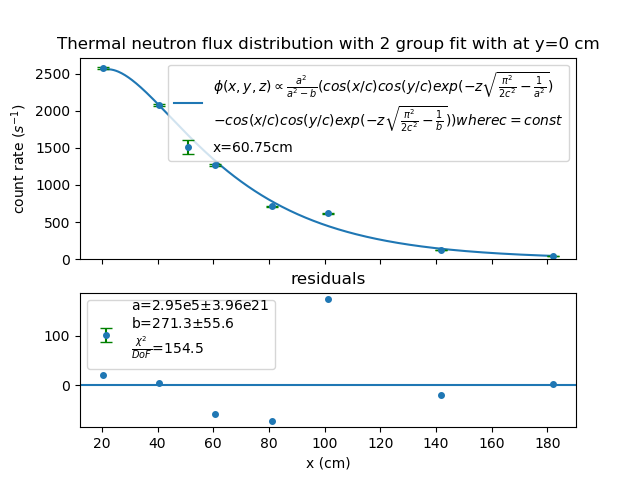 Thermal neutron flux distribution with 2 group fit with at y=0 cm
count rate (s⁻¹)
2500
2000
1500
1000
500
0
ϕ(x, y, z) ∝ a²/(a² − b) (cos(x/c)cos(y/c)exp(−z√(π²/2c² − 1/a²))
−cos(x/c)cos(y/c)exp(−z√(π²/2c² − 1/b)))wherec = const
x=60.75cm
residuals
100
0
a=2.95e5±3.96e21
b=271.3±55.6
χ²/DoF=154.5
20 40 60 80 100 120 140 160 180
x (cm)